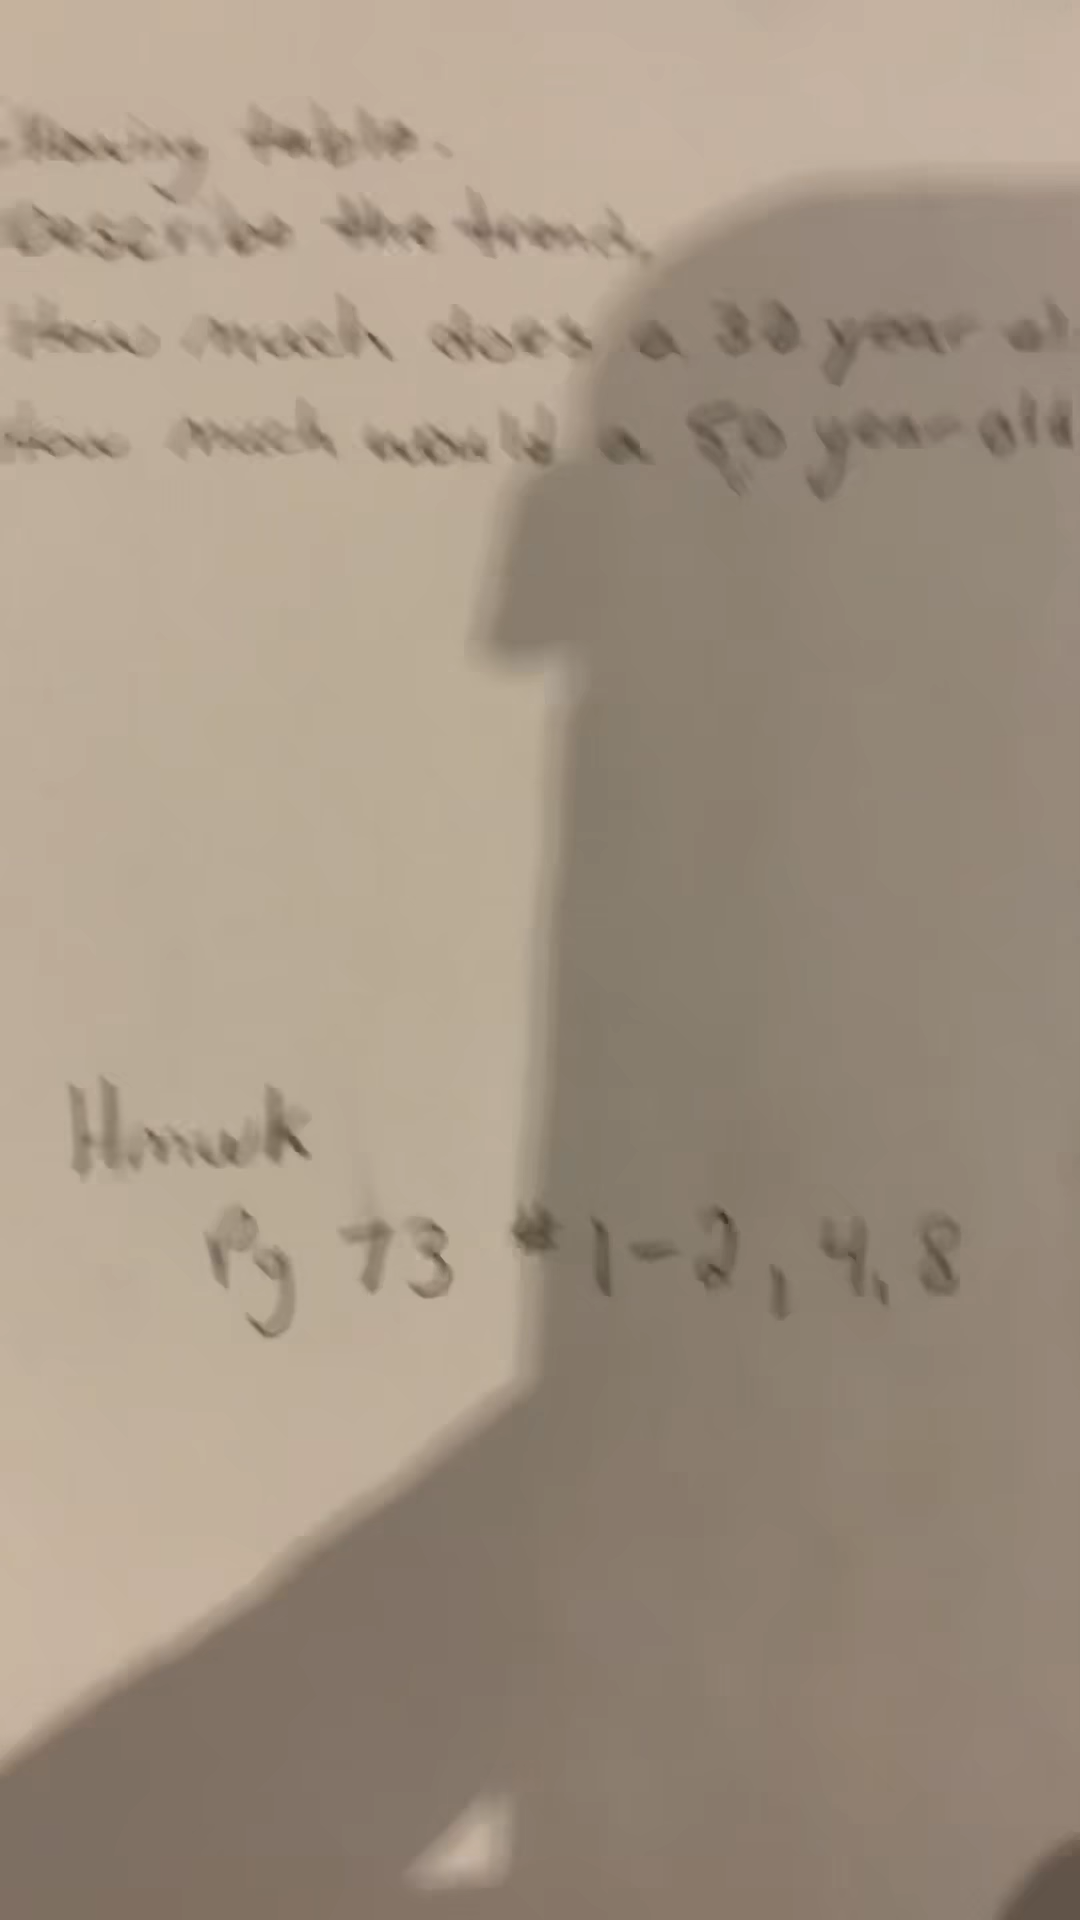 table.
Describe the trend.
How much does a 30 year ol
How much would a 50 year old
Hmwk
Pg 73 #1-2, 4, 8